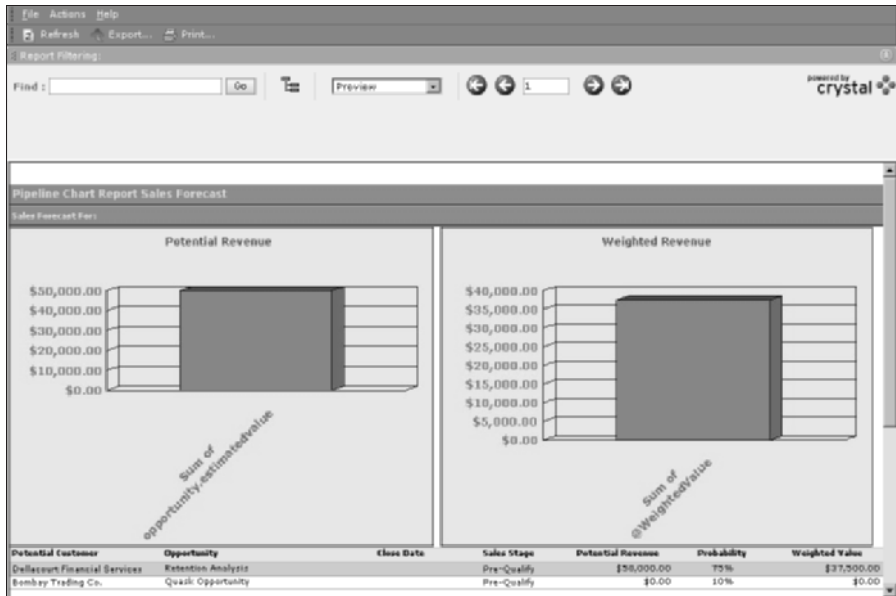 File Actions Help
Refresh Export... Print...
Report Filtering:
Find : Go Preview 1 powered by crystal
Pipeline Chart Report Sales Forecast
Sales Forecast For:
Potential Revenue
$50,000.00
$40,000.00
$30,000.00
$20,000.00
$10,000.00
$0.00
Sum of
opportunity.estimatedvalue
Weighted Revenue
$40,000.00
$35,000.00
$30,000.00
$25,000.00
$20,000.00
$15,000.00
$10,000.00
$5,000.00
$0.00
Sum of
@WeightedValue
Potential Customer Opportunity Close Date Sales Stage Potential Revenue Probability Weighted Value
Dellacourt Financial Services Retention Analysis Pre-Qualify $50,000.00 75% $37,500.00
Bombay Trading Co. Quask Opportunity Pre-Qualify $0.00 10% $0.00